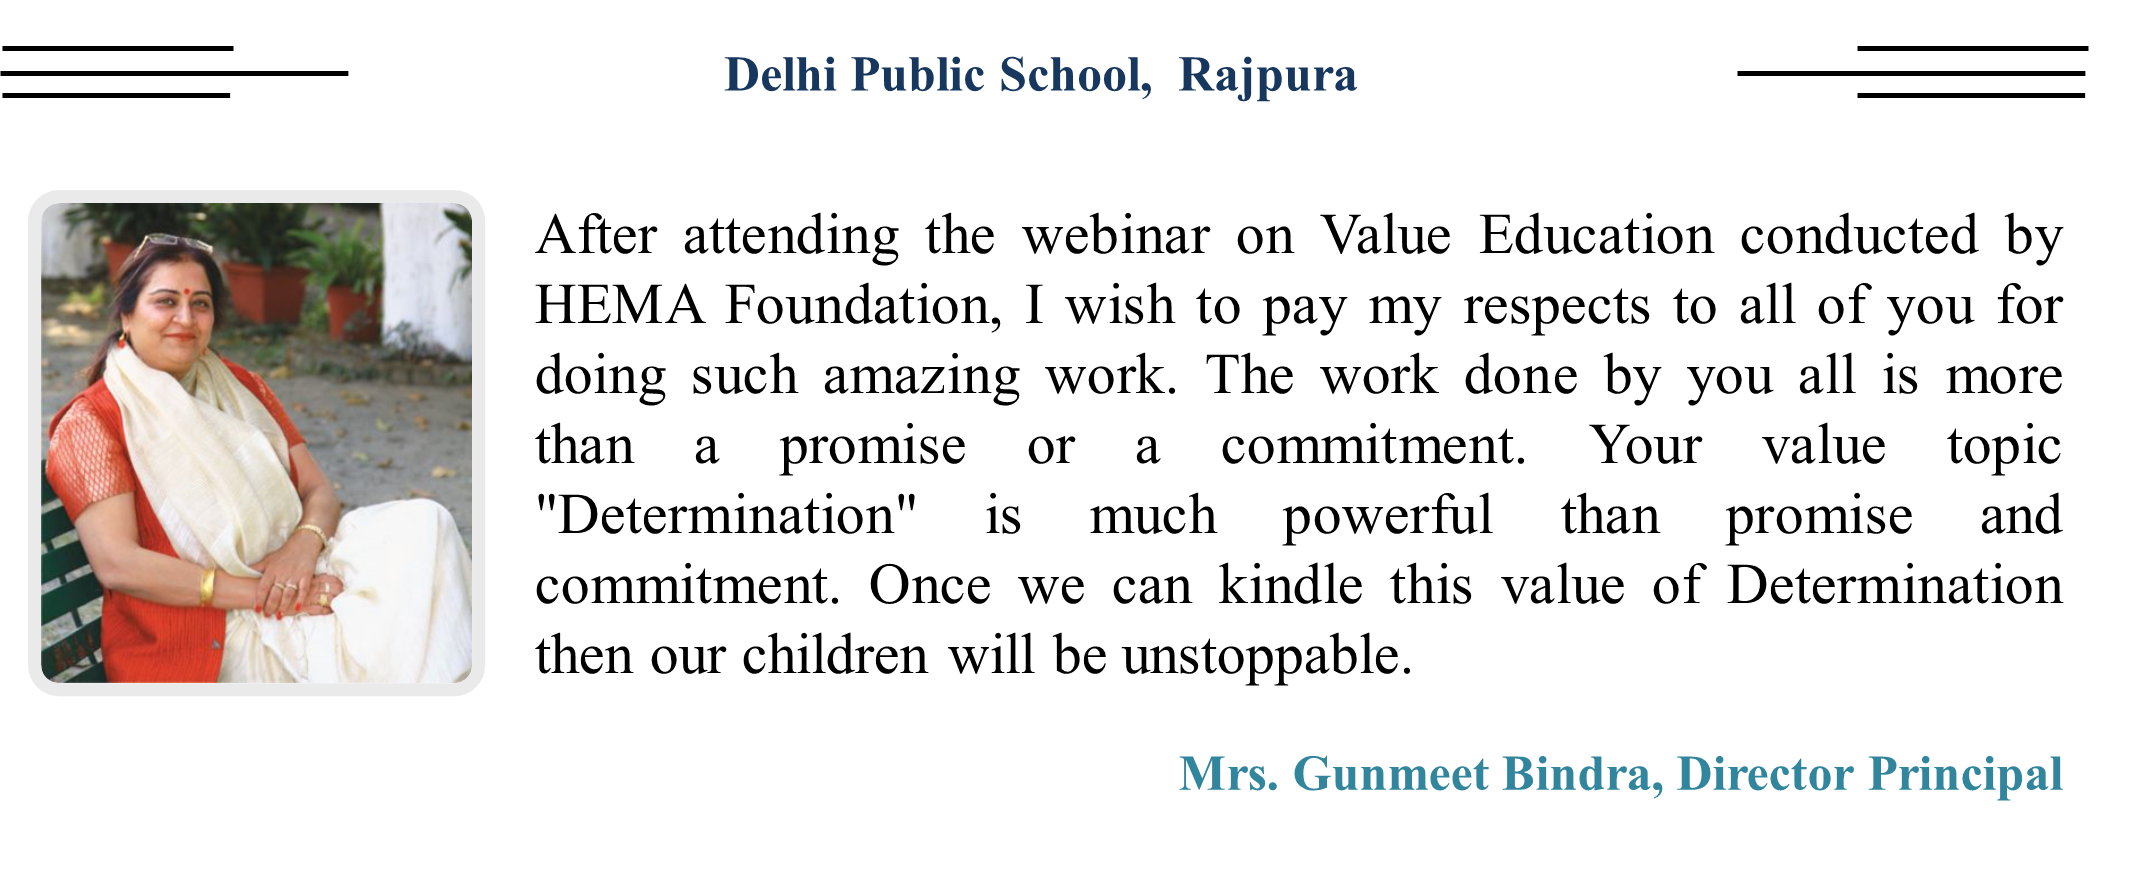 Delhi Public School, Rajpura
After attending the webinar on Value Education conducted by
HEMA Foundation, I wish to pay my respects to all of you for
doing such amazing work. The work done by you all is more
than a promise or a commitment. Your value topic
"Determination" is much powerful than promise and
commitment. Once we can kindle this value of Determination
then our children will be unstoppable.
Mrs. Gunmeet Bindra, Director Principal